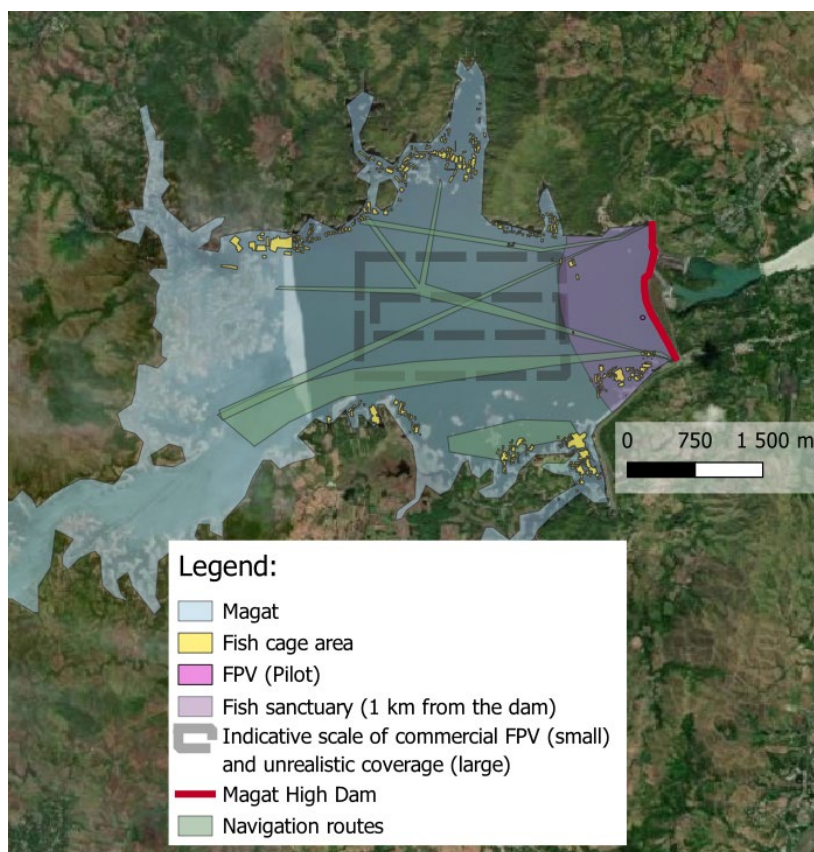 0 750 1 500 m
Legend:
Magat
Fish cage area
FPV (Pilot)
Fish sanctuary (1 km from the dam)
Indicative scale of commercial FPV (small)
and unrealistic coverage (large)
Magat High Dam
Navigation routes